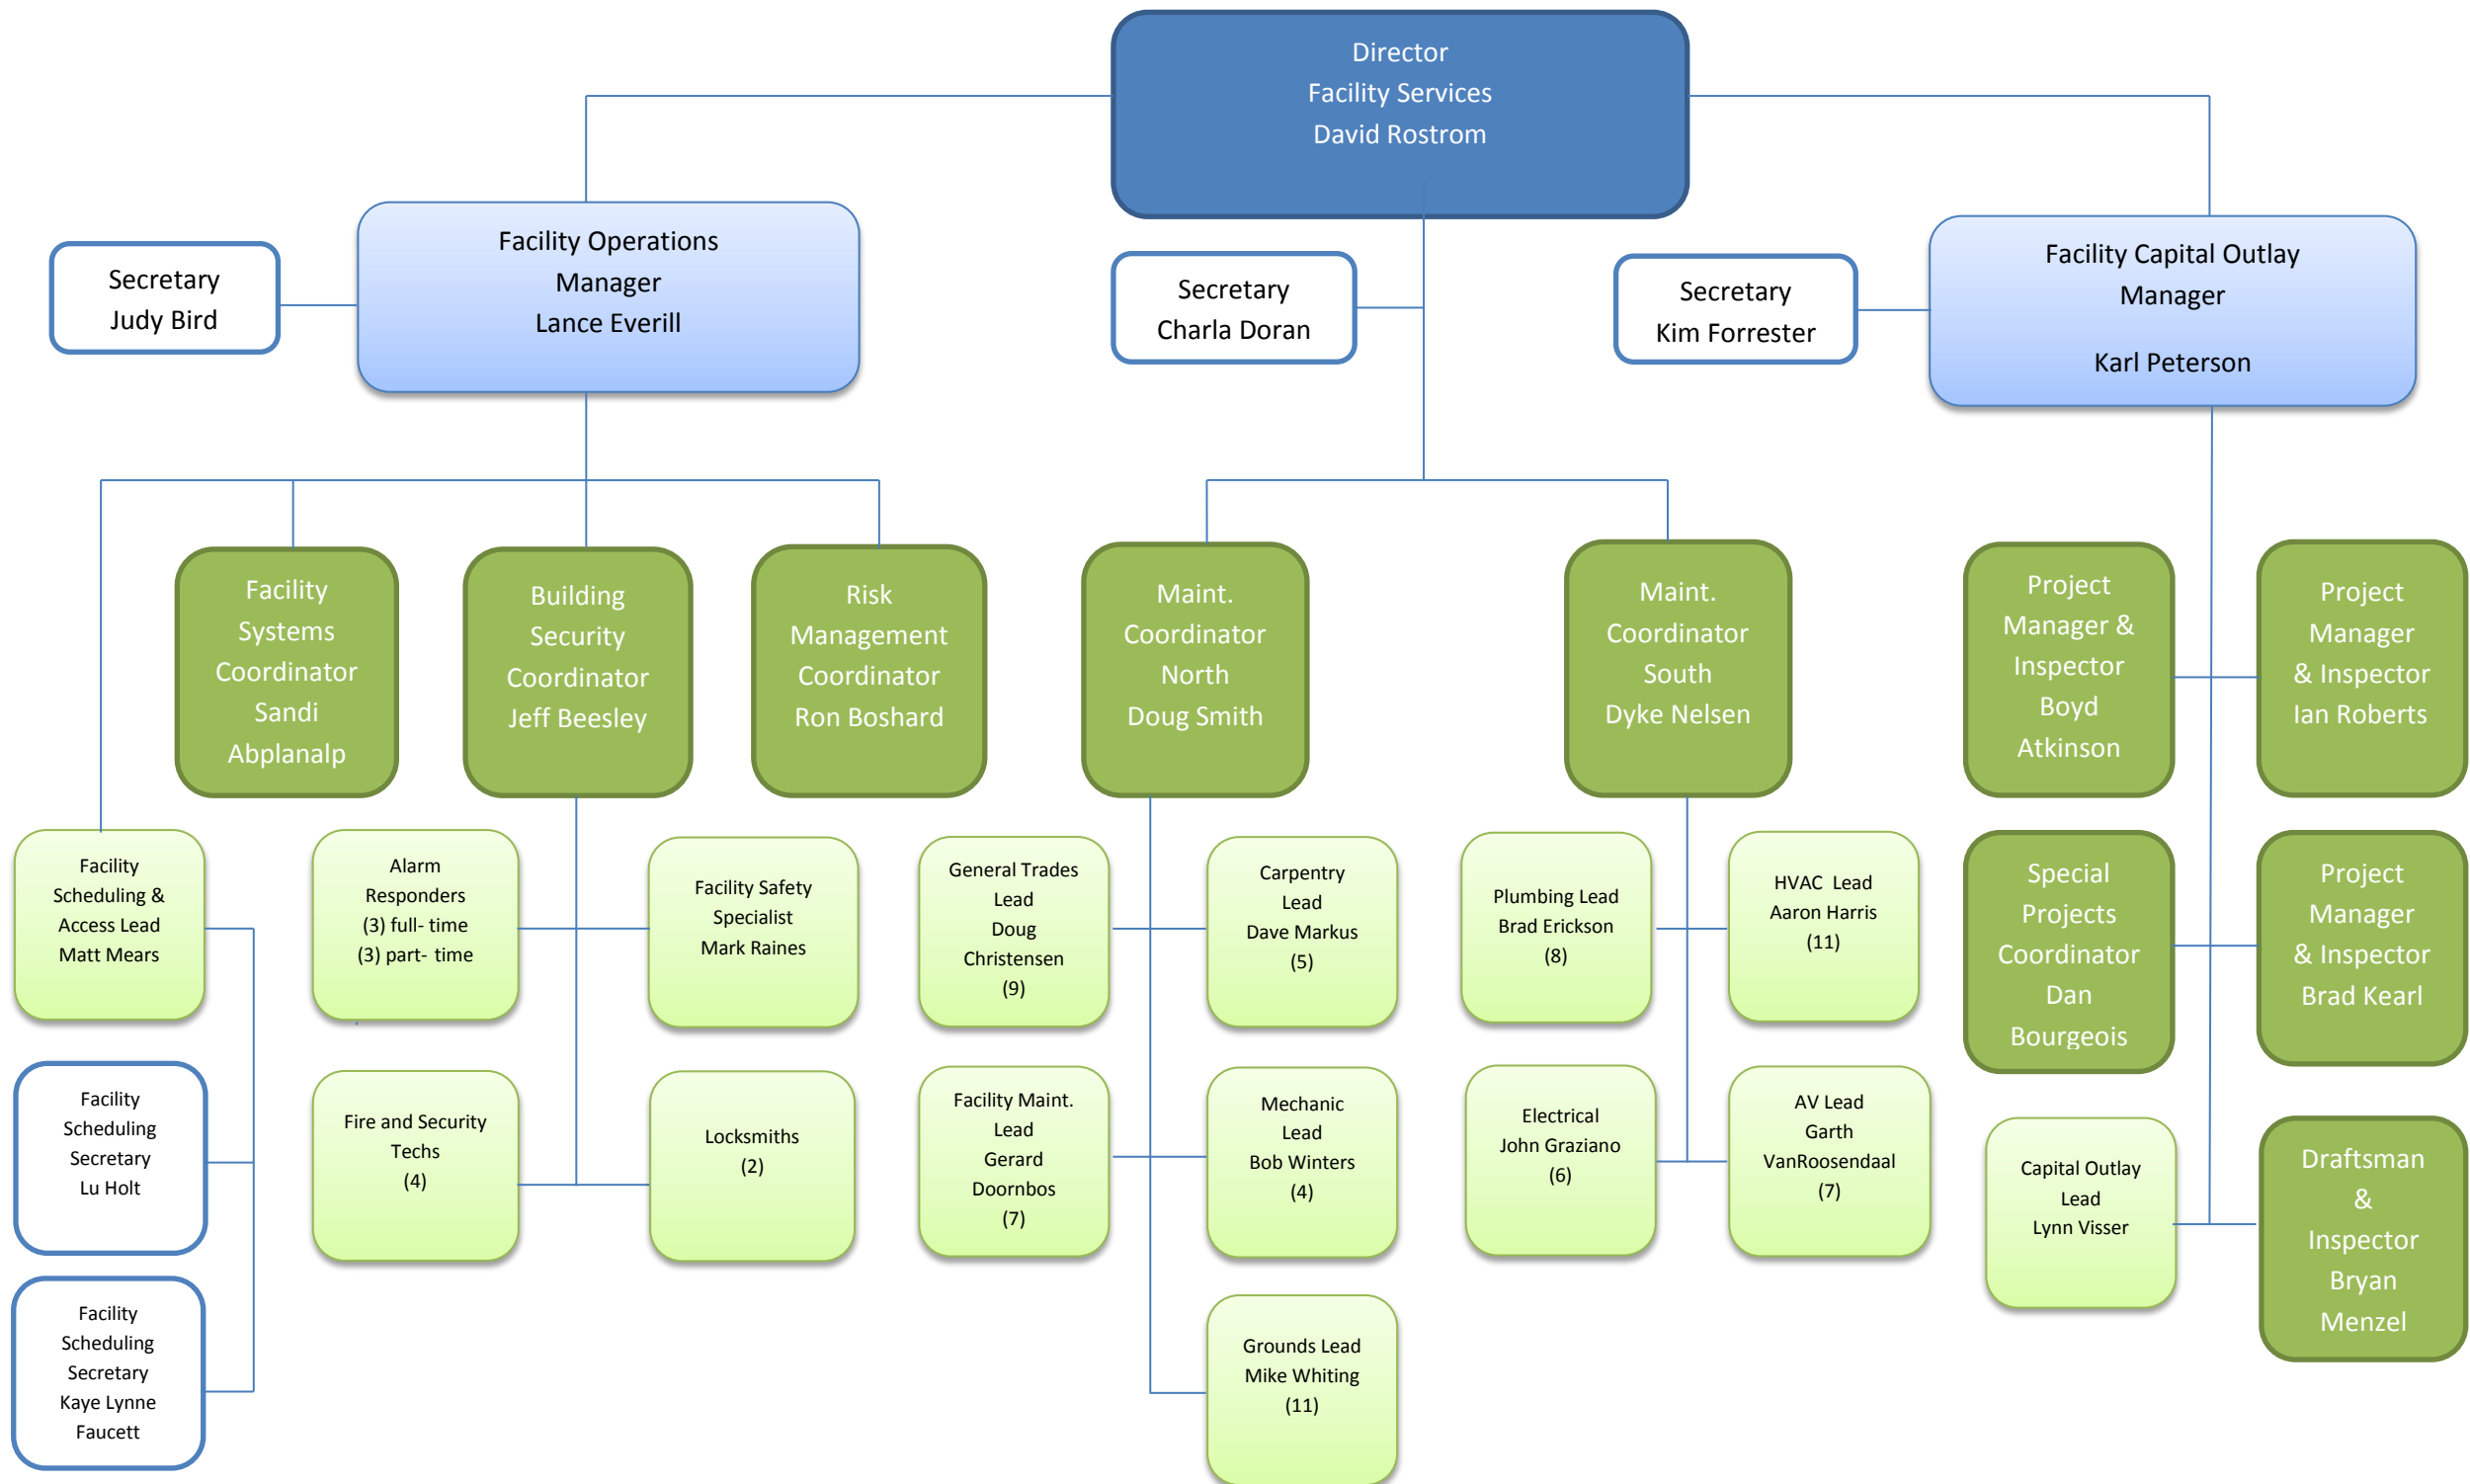 Director
Facility Services
David Rostrom
Facility Operations
Manager
Lance Everill
Secretary
Judy Bird
Secretary
Charla Doran
Secretary
Kim Forrester
Facility Capital Outlay
Manager
Karl Peterson
Facility
Systems
Coordinator
Sandi
Abplanalp
Building
Security
Coordinator
Jeff Beesley
Risk
Management
Coordinator
Ron Boshard
Maint.
Coordinator
North
Doug Smith
Maint.
Coordinator
South
Dyke Nelsen
Project
Manager &
Inspector
Boyd
Atkinson
Project
Manager
& Inspector
Ian Roberts
Facility
Scheduling &
Access Lead
Matt Mears
Alarm
Responders
(3) full- time
(3) part- time
Facility Safety
Specialist
Mark Raines
General Trades
Lead
Doug
Christensen
(9)
Carpentry
Lead
Dave Markus
(5)
Plumbing Lead
Brad Erickson
(8)
HVAC  Lead
Aaron Harris
(11)
Special
Projects
Coordinator
Dan
Bourgeois
Project
Manager
& Inspector
Brad Kearl
Facility
Scheduling
Secretary
Lu Holt
Fire and Security
Techs
(4)
Locksmiths
(2)
Facility Maint.
Lead
Gerard
Doornbos
(7)
Mechanic
Lead
Bob Winters
(4)
Electrical
John Graziano
(6)
AV Lead
Garth
VanRoosendaal
(7)
Capital Outlay
Lead
Lynn Visser
Draftsman
&
Inspector
Bryan
Menzel
Facility
Scheduling
Secretary
Kaye Lynne
Faucett
Grounds Lead
Mike Whiting
(11)